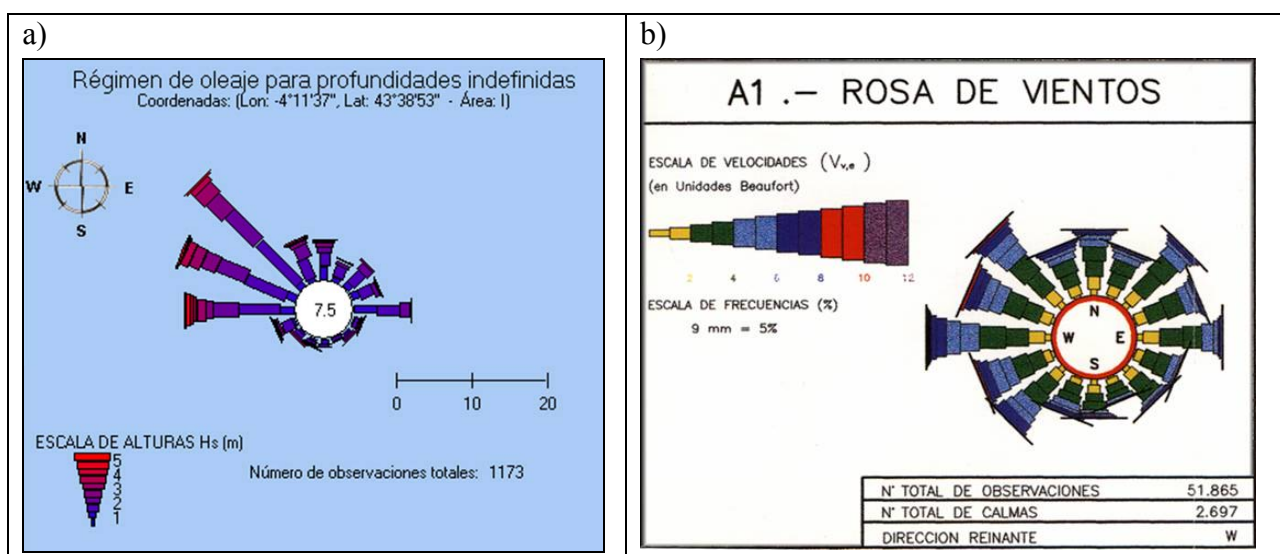 a)
Régimen de oleaje para profundidades indefinidas
Coordenadas: (Lon: -4°11'37", Lat: 43°38'53" - Área: I)
N
W E
S
7.5
0 10 20
ESCALA DE ALTURAS Hs (m)
5
4
3
2
1
Número de observaciones totales: 1173
b)
A1 .- ROSA DE VIENTOS
ESCALA DE VELOCIDADES (Vv,e)
(en Unidades Beaufort)
2 4 6 8 10 12
ESCALA DE FRECUENCIAS (%)
9 mm = 5%
N
W E
S
N° TOTAL DE OBSERVACIONES 51.865
N° TOTAL DE CALMAS 2.697
DIRECCION REINANTE W